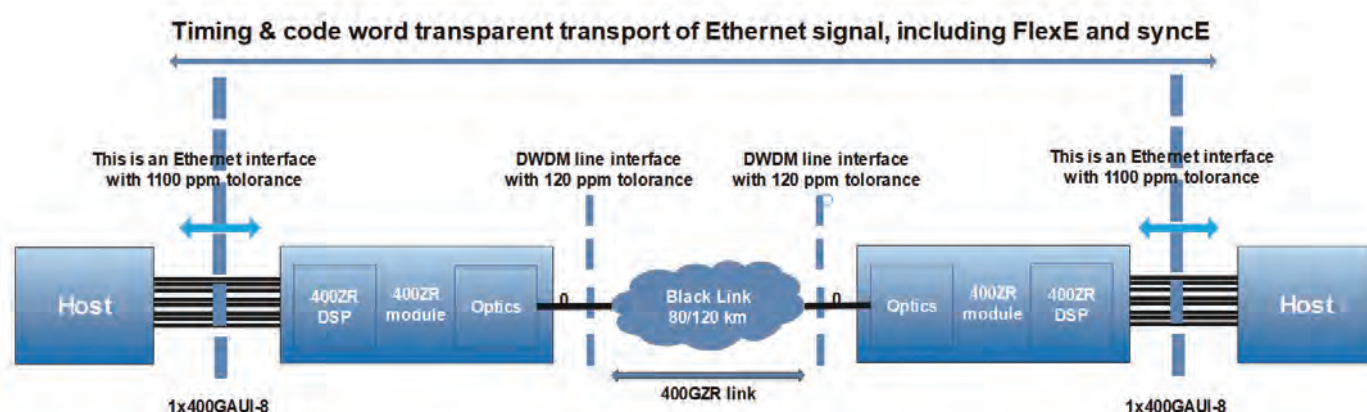 Timing & code word transparent transport of Ethernet signal, including FlexE and syncE
This is an Ethernet interface
with 1100 ppm tolorance
DWDM line interface
with 120 ppm tolorance
DWDM line interface
with 120 ppm tolorance
This is an Ethernet interface
with 1100 ppm tolorance
Host
400ZR
DSP
400ZR
module
Optics
0
Black Link
80/120 km
0
Optics
400ZR
module
400ZR
DSP
Host
400GZR link
1x400GAUI-8
1x400GAUI-8